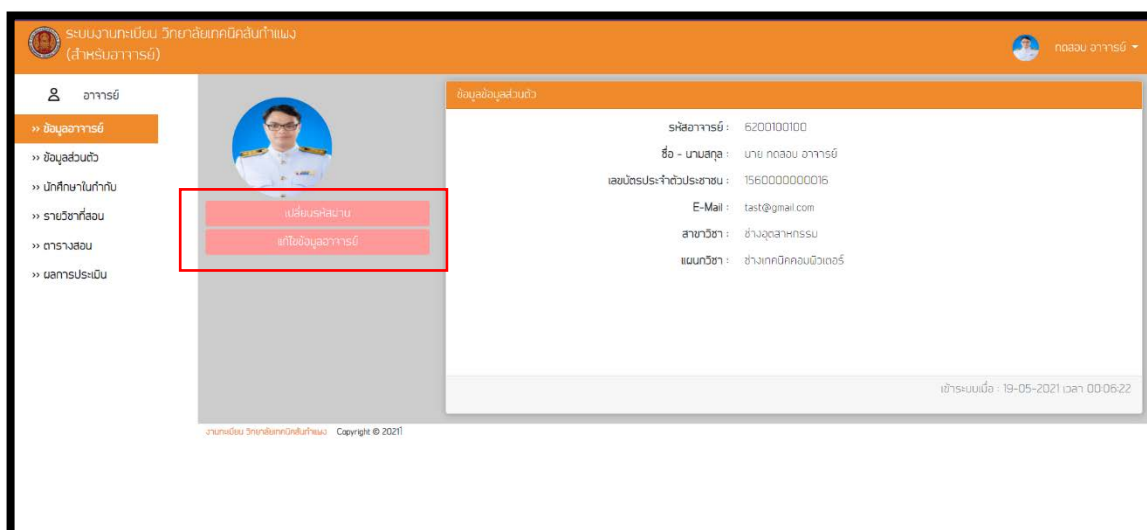 ระบบงานทะเบียน วิทยาลัยเทคนิคสันกำแพง
(สำหรับอาจารย์)
ทดสอบ อาจารย์
อาจารย์
›› ข้อมูลอาจารย์
›› ข้อมูลส่วนตัว
›› นักศึกษาในกำกับ
›› รายวิชาที่สอน
›› ตารางสอน
›› ผลการประเมิน
เปลี่ยนรหัสผ่าน
แก้ไขข้อมูลอาจารย์
ข้อมูลข้อมูลส่วนตัว
รหัสอาจารย์ : 6200100100
ชื่อ - นามสกุล : นาย ทดสอบ อาจารย์
เลขบัตรประจำตัวประชาชน : 1560000000016
E-Mail : tast@gmail.com
สาขาวิชา : ช่างอุตสาหกรรม
แผนกวิชา : ช่างเทคนิคคอมพิวเตอร์
เข้าระบบเมื่อ : 19-05-2021 เวลา 00:06:22
งานทะเบียน วิทยาลัยเทคนิคสันกำแพง Copyright © 2021ใ